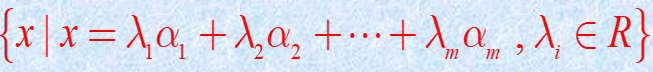 {x | x = λ₁α₁ + λ₂α₂ + ⋯ + λₘαₘ , λᵢ ∈ R}